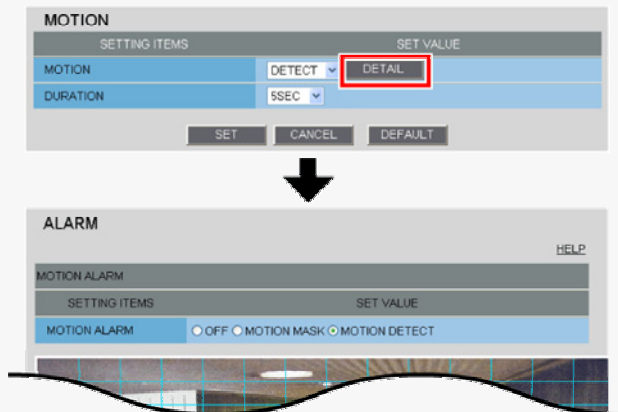 MOTION
SETTING ITEMS SET VALUE
MOTION DETECT DETAIL
DURATION 5SEC
SET CANCEL DEFAULT
ALARM
HELP
MOTION ALARM
SETTING ITEMS SET VALUE
MOTION ALARM OFF MOTION MASK MOTION DETECT